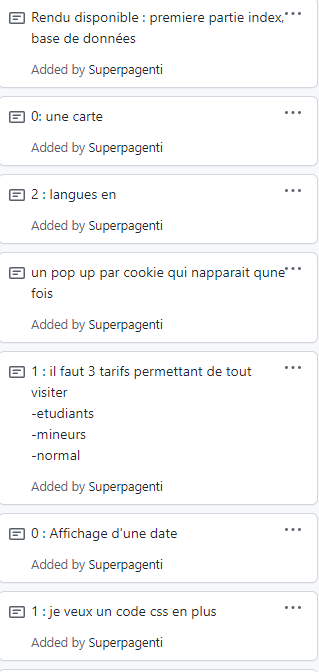 Rendu disponible : premiere partie index,
base de données
Added by Superpagenti
0: une carte
Added by Superpagenti
2 : langues en
Added by Superpagenti
un pop up par cookie qui napparait qune
fois
Added by Superpagenti
1 : il faut 3 tarifs permettant de tout
visiter
-etudiants
-mineurs
-normal
Added by Superpagenti
0 : Affichage d'une date
Added by Superpagenti
1 : je veux un code css en plus
Added by Superpagenti